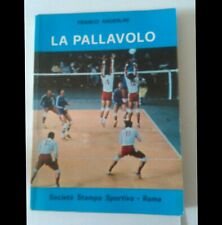 FRANCO ANDERLINI
LA PALLAVOLO
Società Stampa Sportiva - Roma